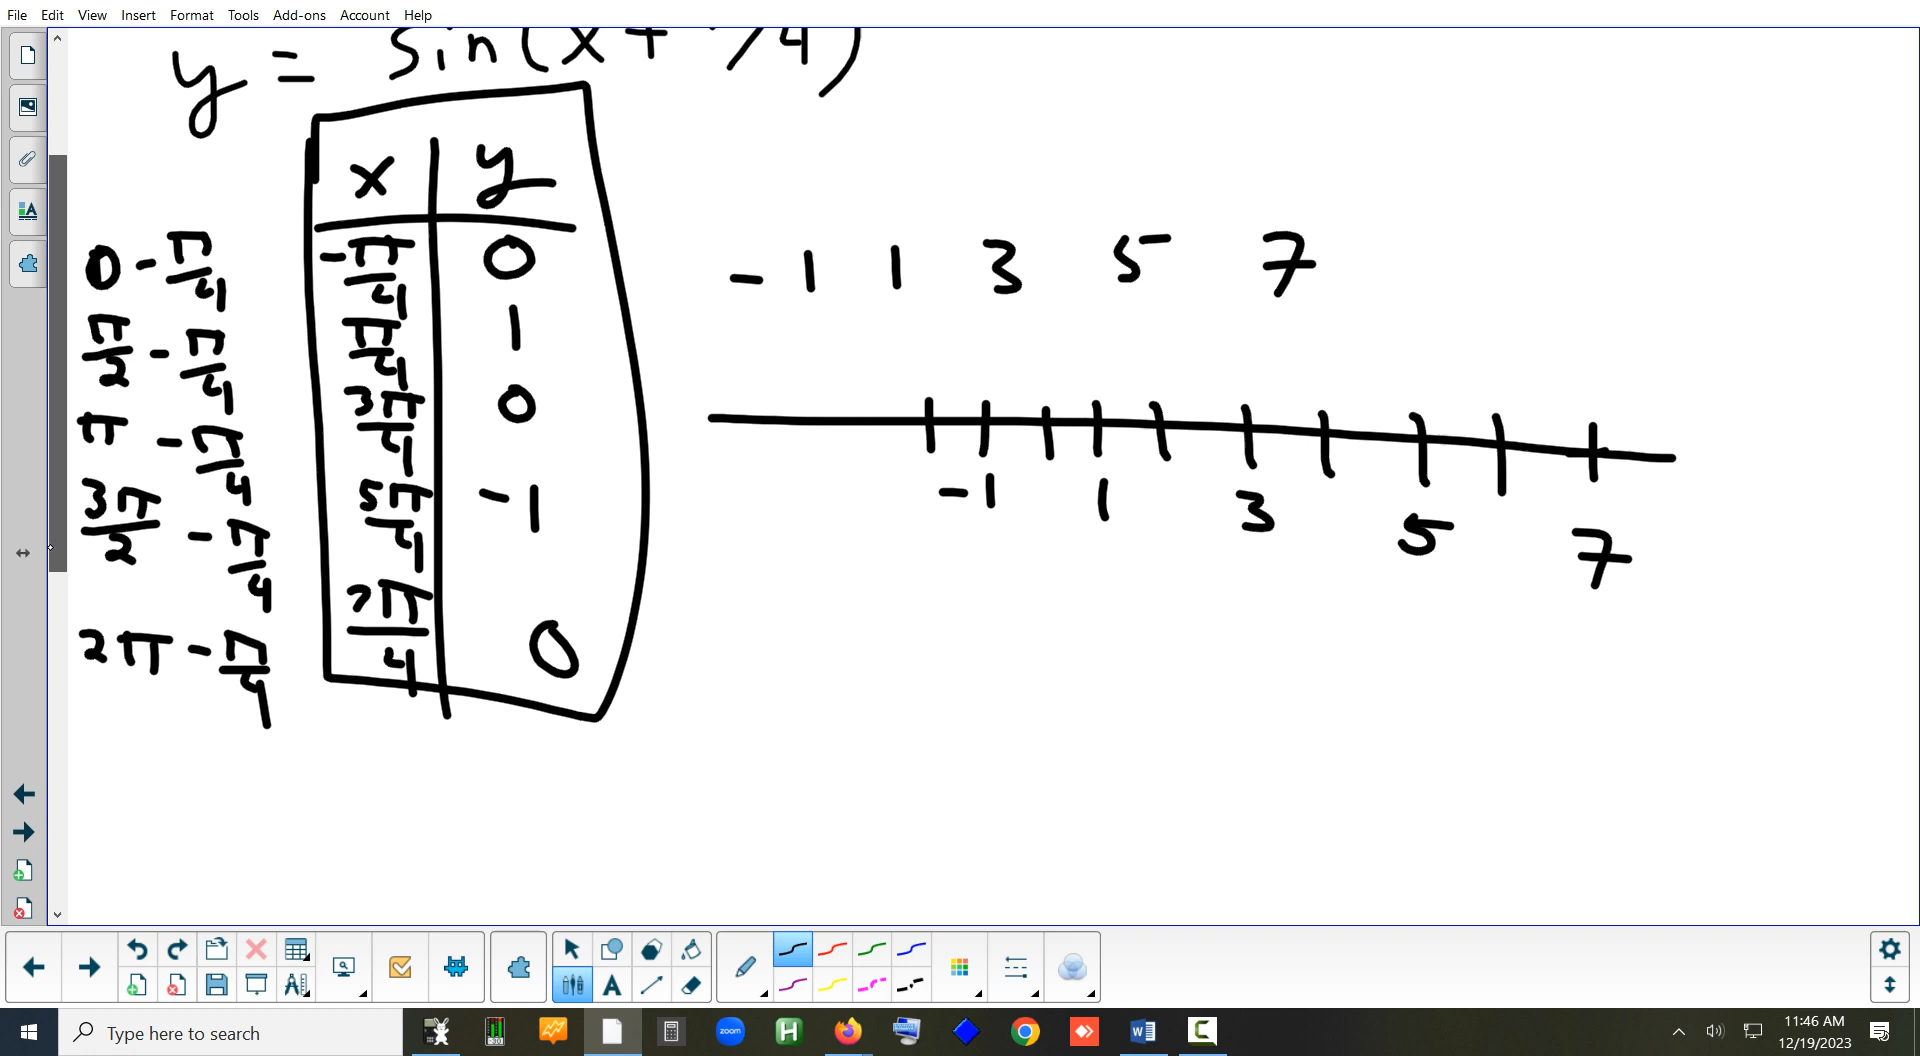 File Edit View Insert Format Tools Add-ons Account Help
y = sin(x + π/4)
x y
0 - π/4 -π/4 0
π/2 - π/4 π/4 1
π - π/4 3π/4 0
3π/2 - π/4 5π/4 -1
2π - π/4 7π/4 0
-1 1 3 5 7
-1 1 3 5 7
Type here to search
zoom
11:46 AM
12/19/2023